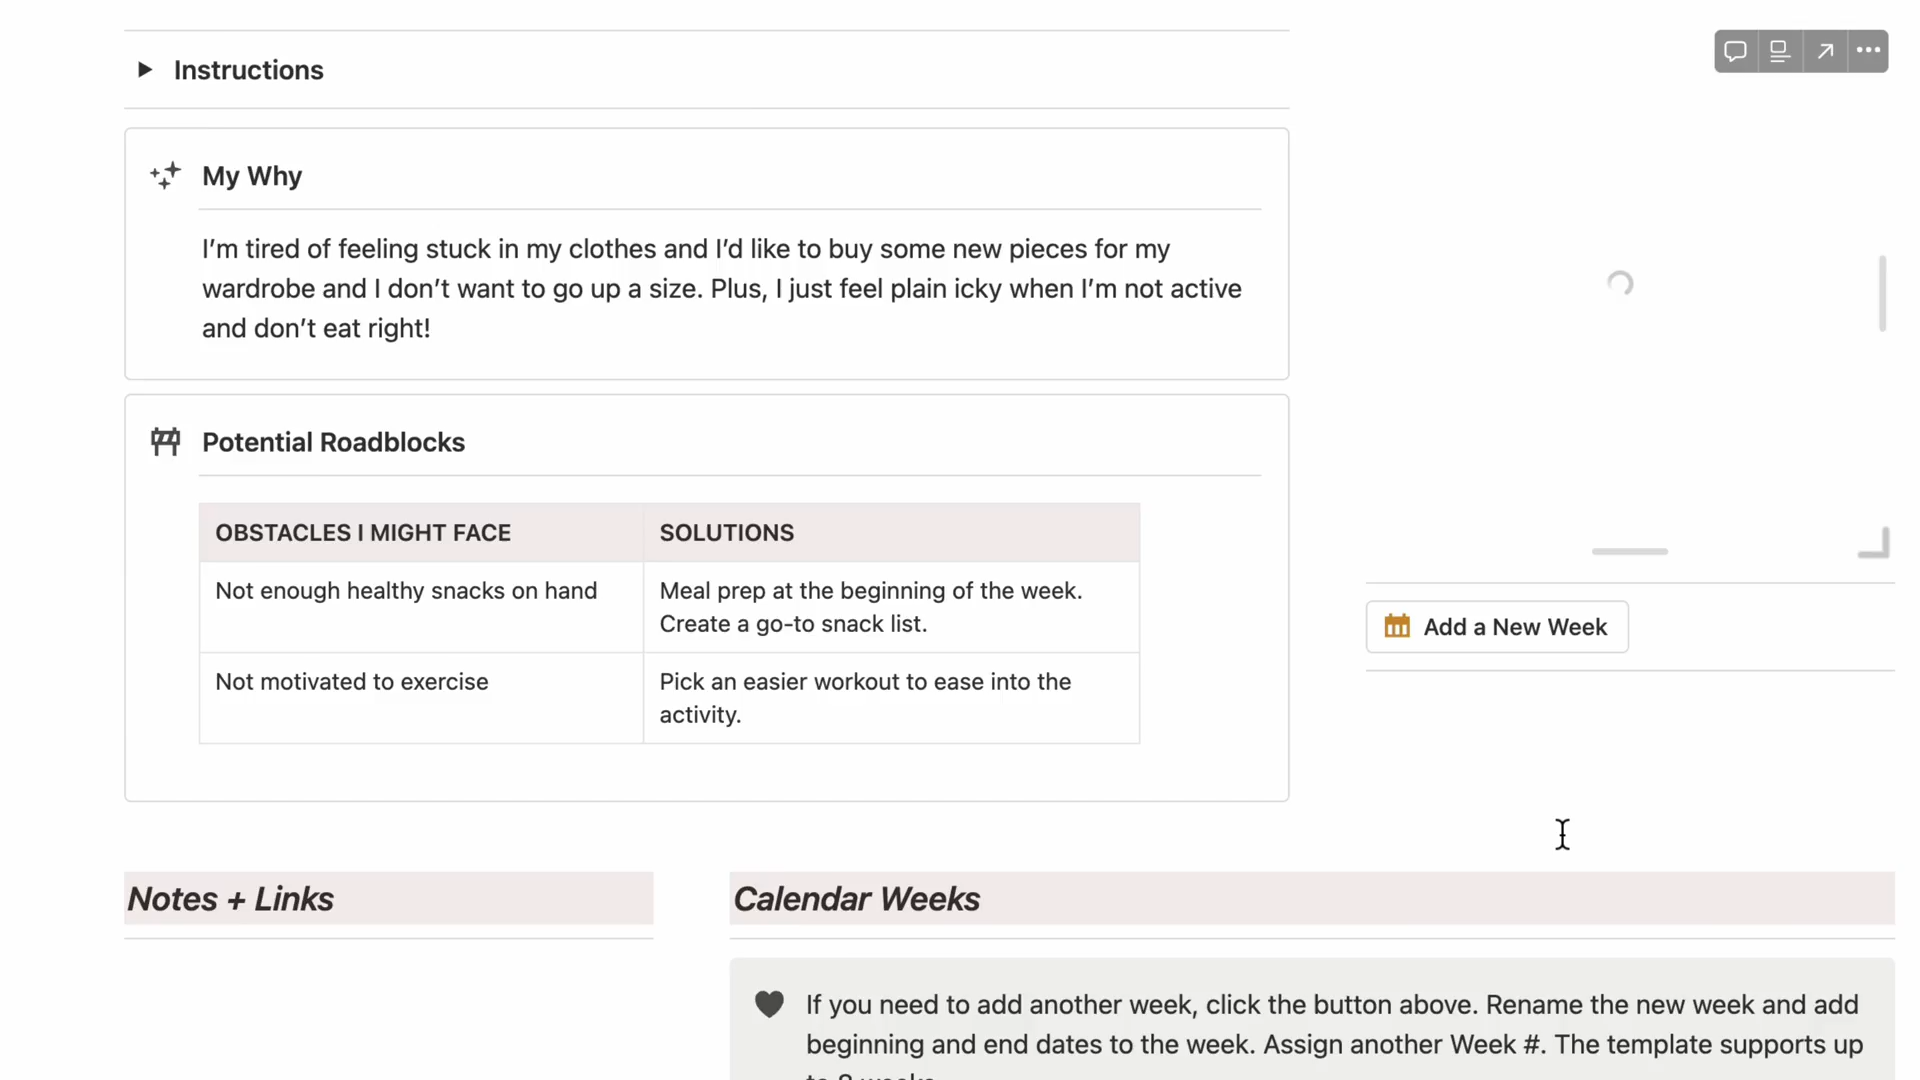 Instructions
My Why
I’m tired of feeling stuck in my clothes and I’d like to buy some new pieces for my
wardrobe and I don’t want to go up a size. Plus, I just feel plain icky when I’m not active
and don’t eat right!
Potential Roadblocks
OBSTACLES I MIGHT FACE
SOLUTIONS
Not enough healthy snacks on hand
Meal prep at the beginning of the week.
Create a go-to snack list.
Not motivated to exercise
Pick an easier workout to ease into the
activity.
Add a New Week
Notes + Links
Calendar Weeks
If you need to add another week, click the button above. Rename the new week and add
beginning and end dates to the week. Assign another Week #. The template supports up
to 8 weeks